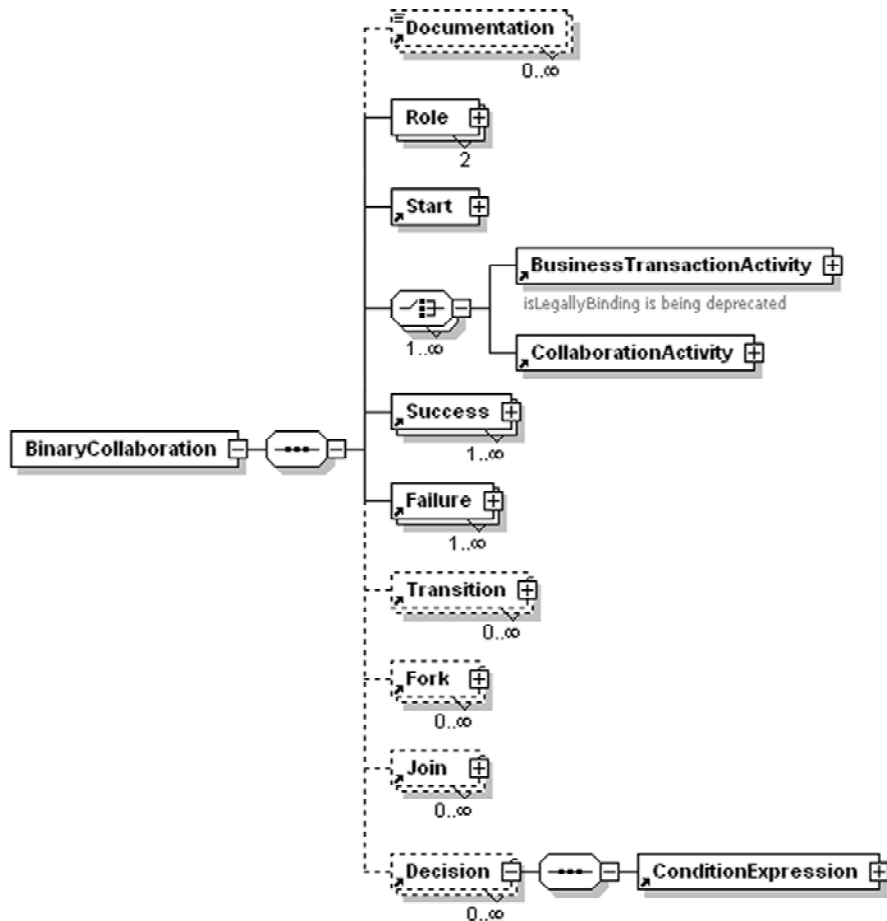 Documentation
0..∞
Role
2
Start
BusinessTransactionActivity
isLegallyBinding is being deprecated
1..∞
CollaborationActivity
Success
1..∞
BinaryCollaboration
Failure
1..∞
Transition
0..∞
Fork
0..∞
Join
0..∞
Decision
ConditionExpression
0..∞